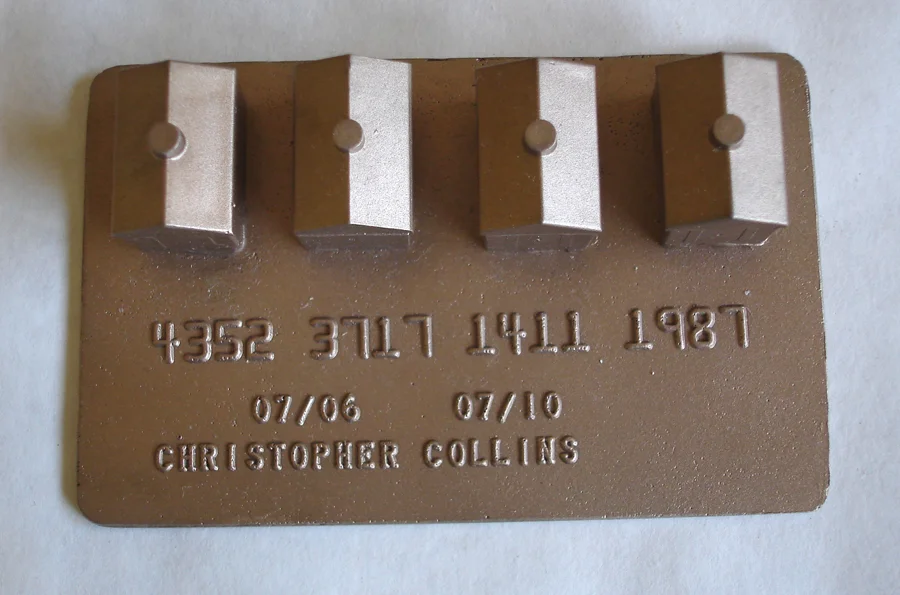 4352 3717 1411 1987
07/06 07/10
CHRISTOPHER COLLINS